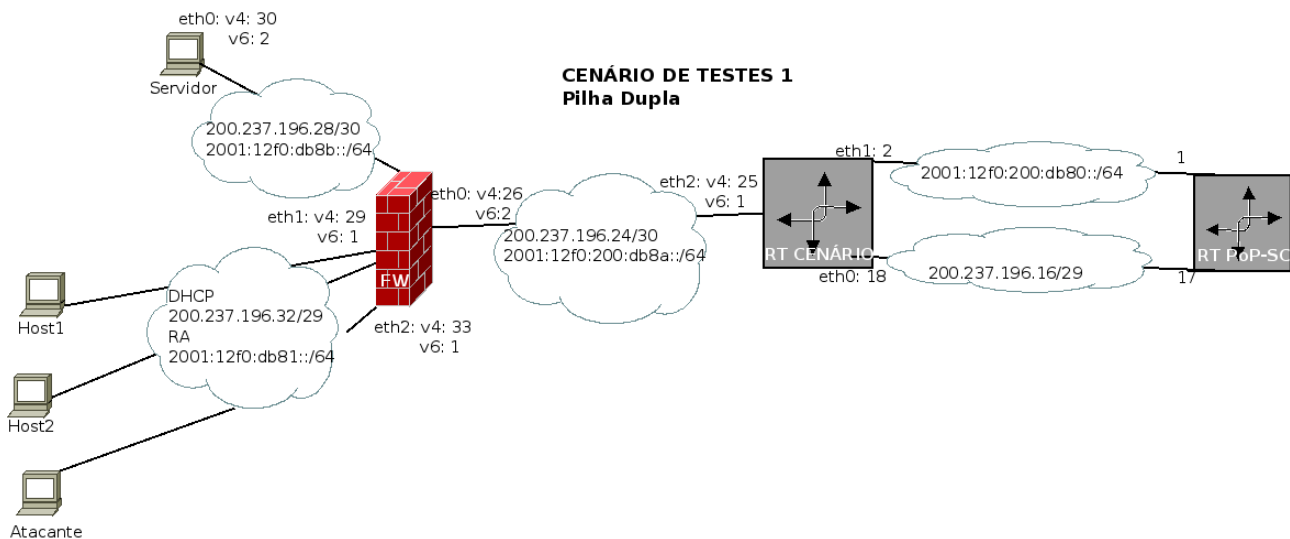 eth0: v4: 30
v6: 2
Servidor
CENÁRIO DE TESTES 1
Pilha Dupla
200.237.196.28/30
2001:12f0:db8b::/64
eth1: v4: 29
v6: 1
eth0: v4:26
v6:2
FW
200.237.196.24/30
2001:12f0:200:db8a::/64
eth2: v4: 25
v6: 1
RT CENÁRIO
eth1: 2
2001:12f0:200:db80::/64
1
eth0: 18
200.237.196.16/29
17
RT PoP-SC
DHCP
200.237.196.32/29
RA
2001:12f0:db81::/64
eth2: v4: 33
v6: 1
Host1
Host2
Atacante